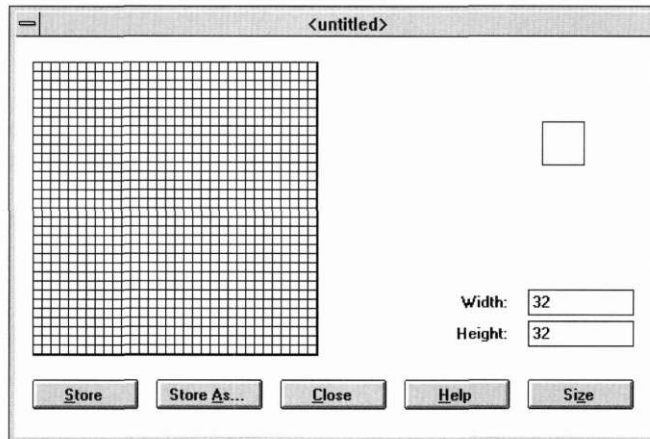 <untitled>
Width: 32
Height: 32
Store Store As... Close Help Size